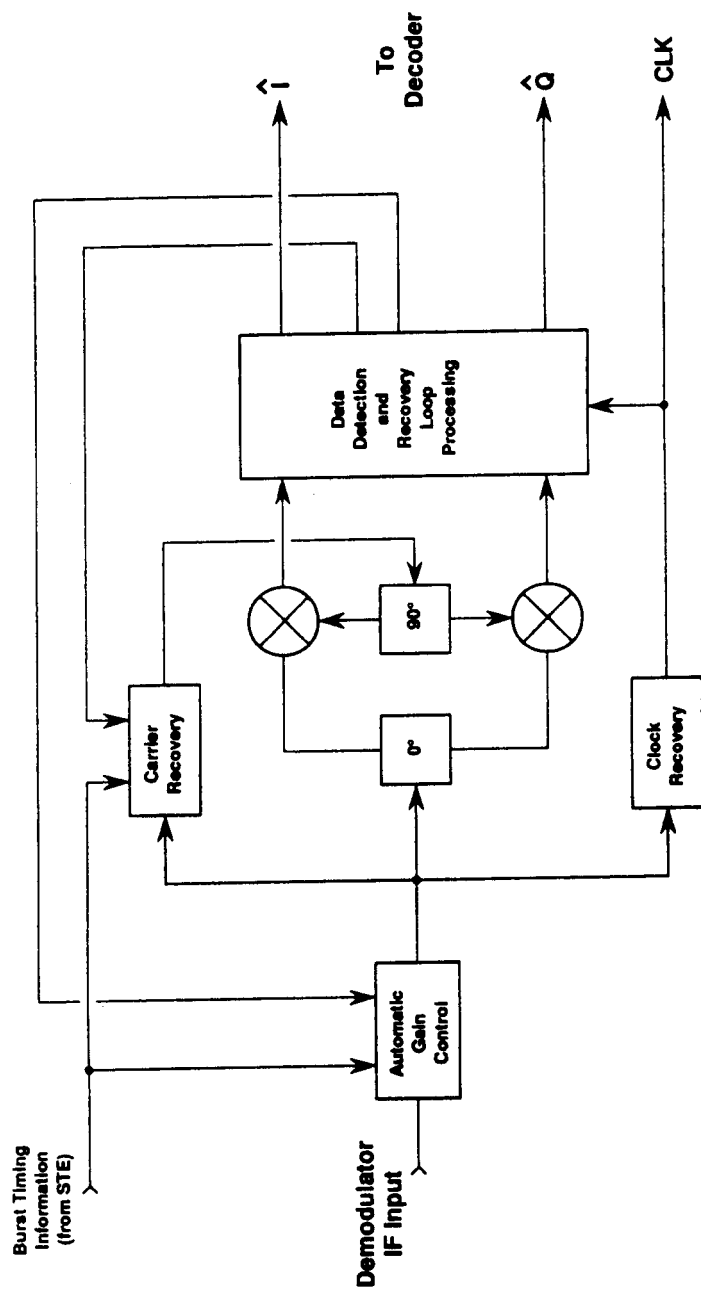 Burst Timing
Information
(from STE)
Demodulator
IF Input
Automatic
Gain
Control
Carrier
Recovery
0°
90°
Clock
Recovery
Data
Detection
and
Recovery
Loop
Processing
Î
To
Decoder
Q̂
CLK